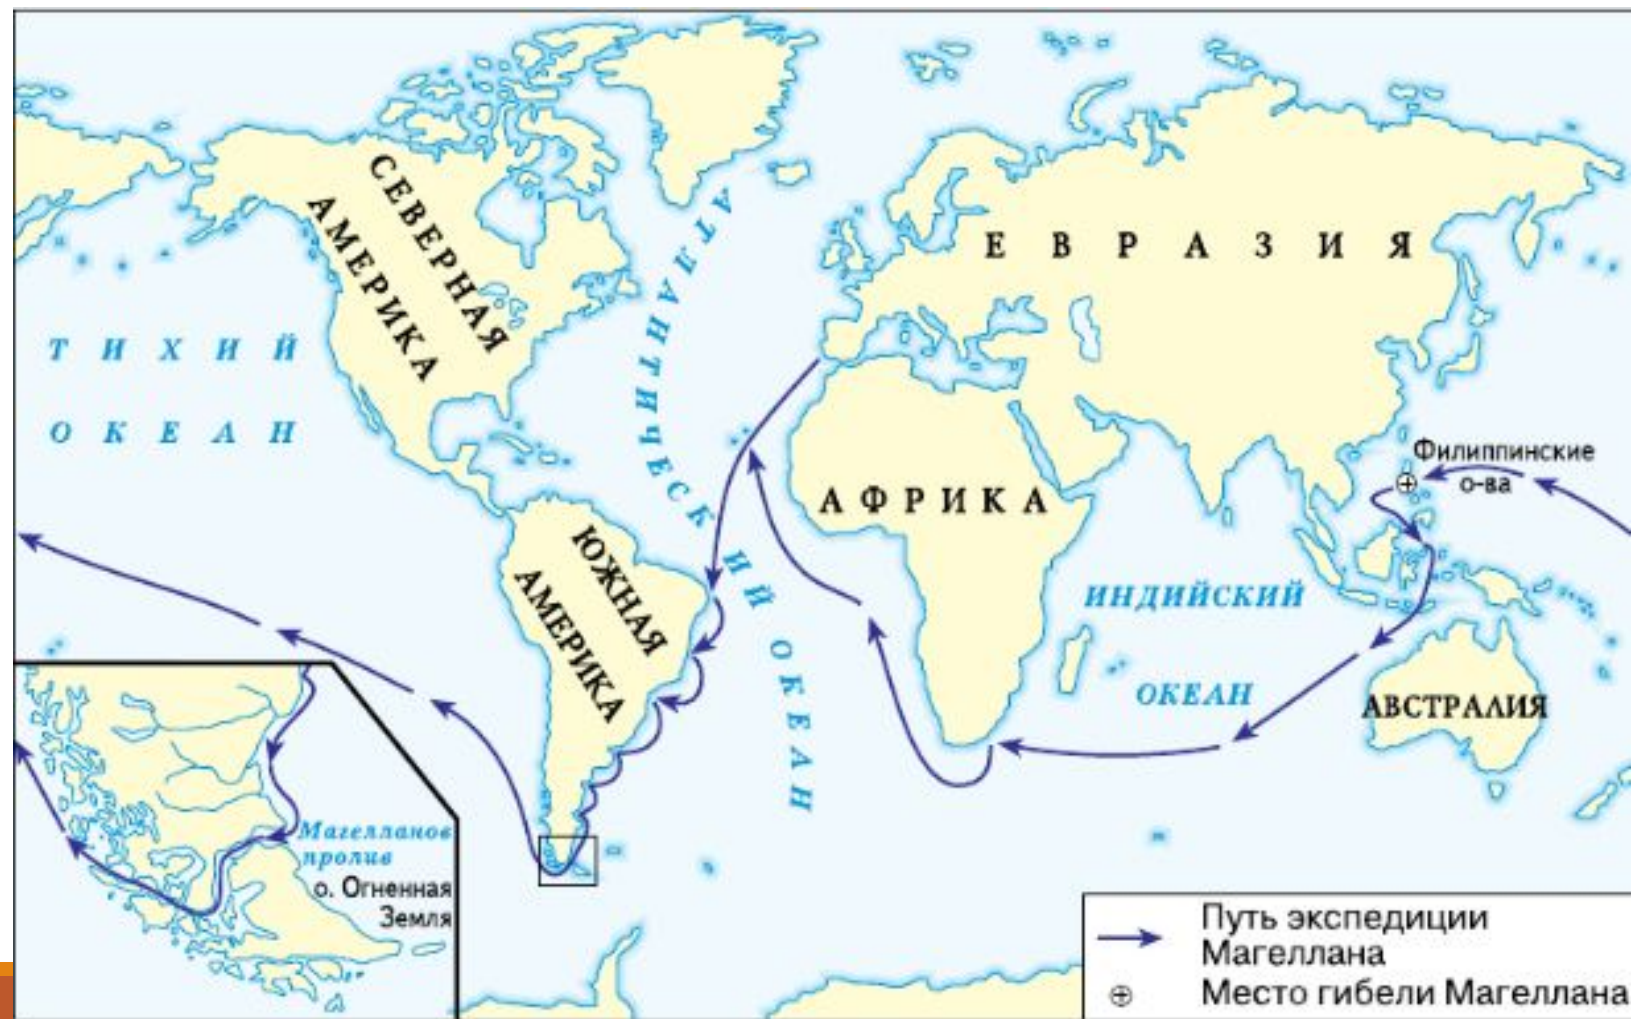 СЕВЕРНАЯ
АМЕРИКА
АТЛАНТИЧЕСКИЙ ОКЕАН
ЕВРАЗИЯ
ТИХИЙ
ОКЕАН
Филиппинские
о-ва
АФРИКА
ЮЖНАЯ
АМЕРИКА
ИНДИЙСКИЙ
ОКЕАН
АВСТРАЛИЯ
Магелланов
пролив
о. Огненная
Земля
Путь экспедиции
Магеллана
Место гибели Магеллана